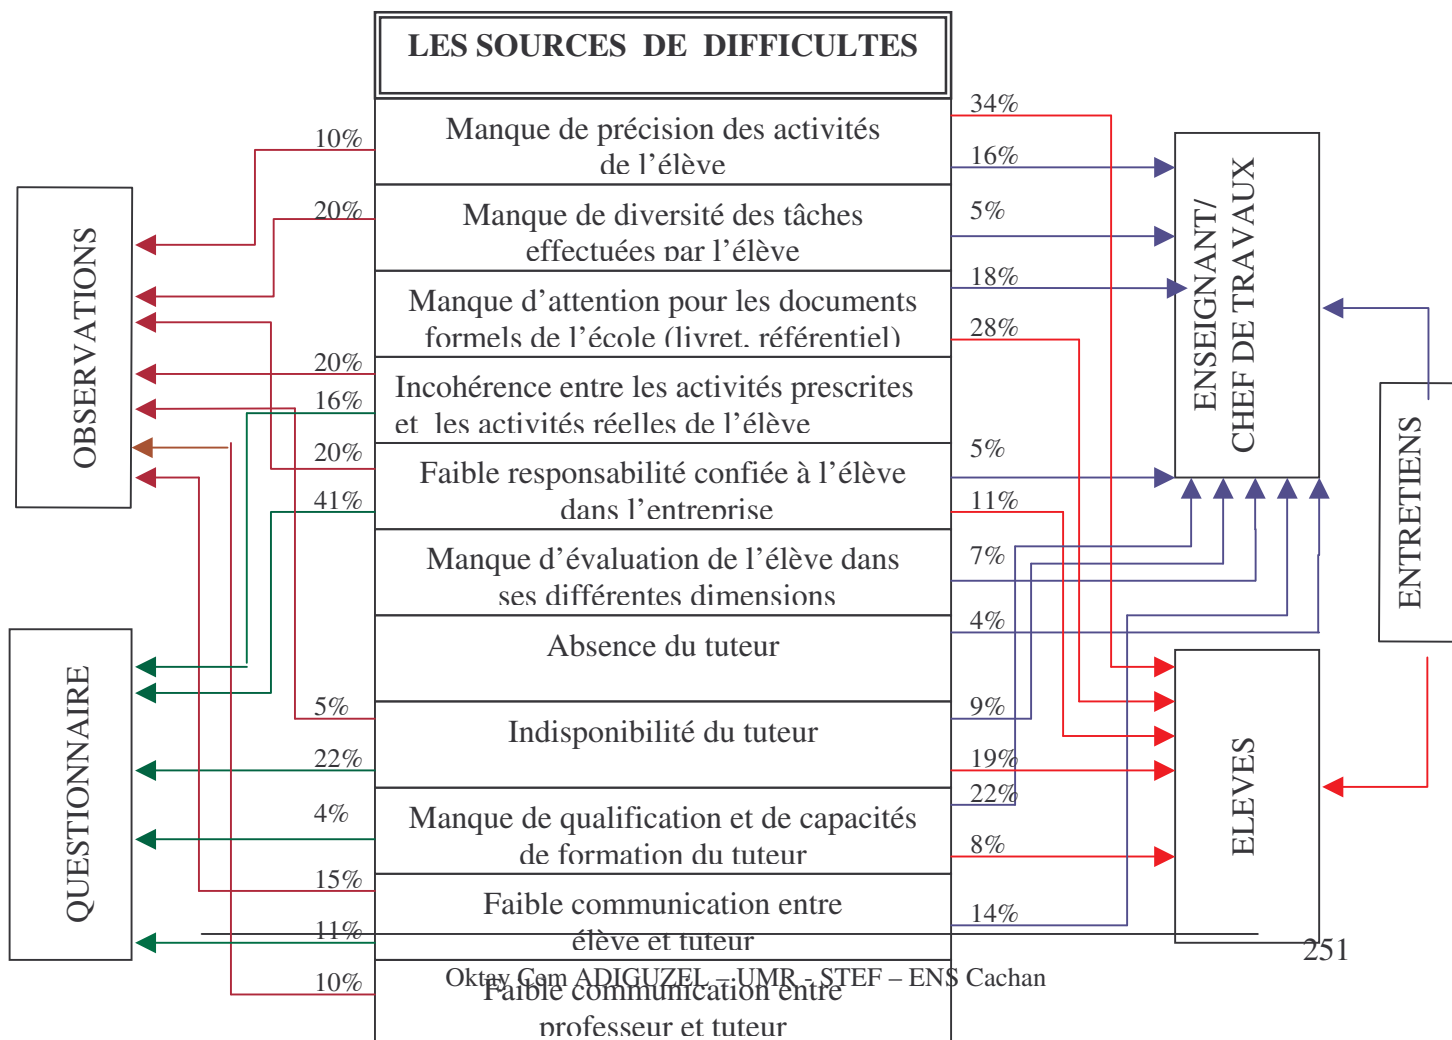 LES SOURCES DE DIFFICULTES
Manque de précision des activités
de l'élève
Manque de diversité des tâches
effectuées par l'élève
Manque d'attention pour les documents
formels de l'école (livret, référentiel)
Incohérence entre les activités prescrites
et les activités réelles de l'élève
Faible responsabilité confiée à l'élève
dans l'entreprise
Manque d'évaluation de l'élève dans
ses différentes dimensions
Absence du tuteur
Indisponibilité du tuteur
Manque de qualification et de capacités
de formation du tuteur
Faible communication entre
élève et tuteur
Faible communication entre
professeur et tuteur
10%
20%
20%
16%
20%
41%
5%
22%
4%
15%
11%
10%
34%
16%
5%
18%
28%
5%
11%
7%
4%
9%
19%
22%
8%
14%
OBSERVATIONS
QUESTIONNAIRE
ENSEIGNANT/
CHEF DE TRAVAUX
ELEVES
ENTRETIENS
251
Oktay Cem ADIGUZEL – UMR - STEF – ENS Cachan